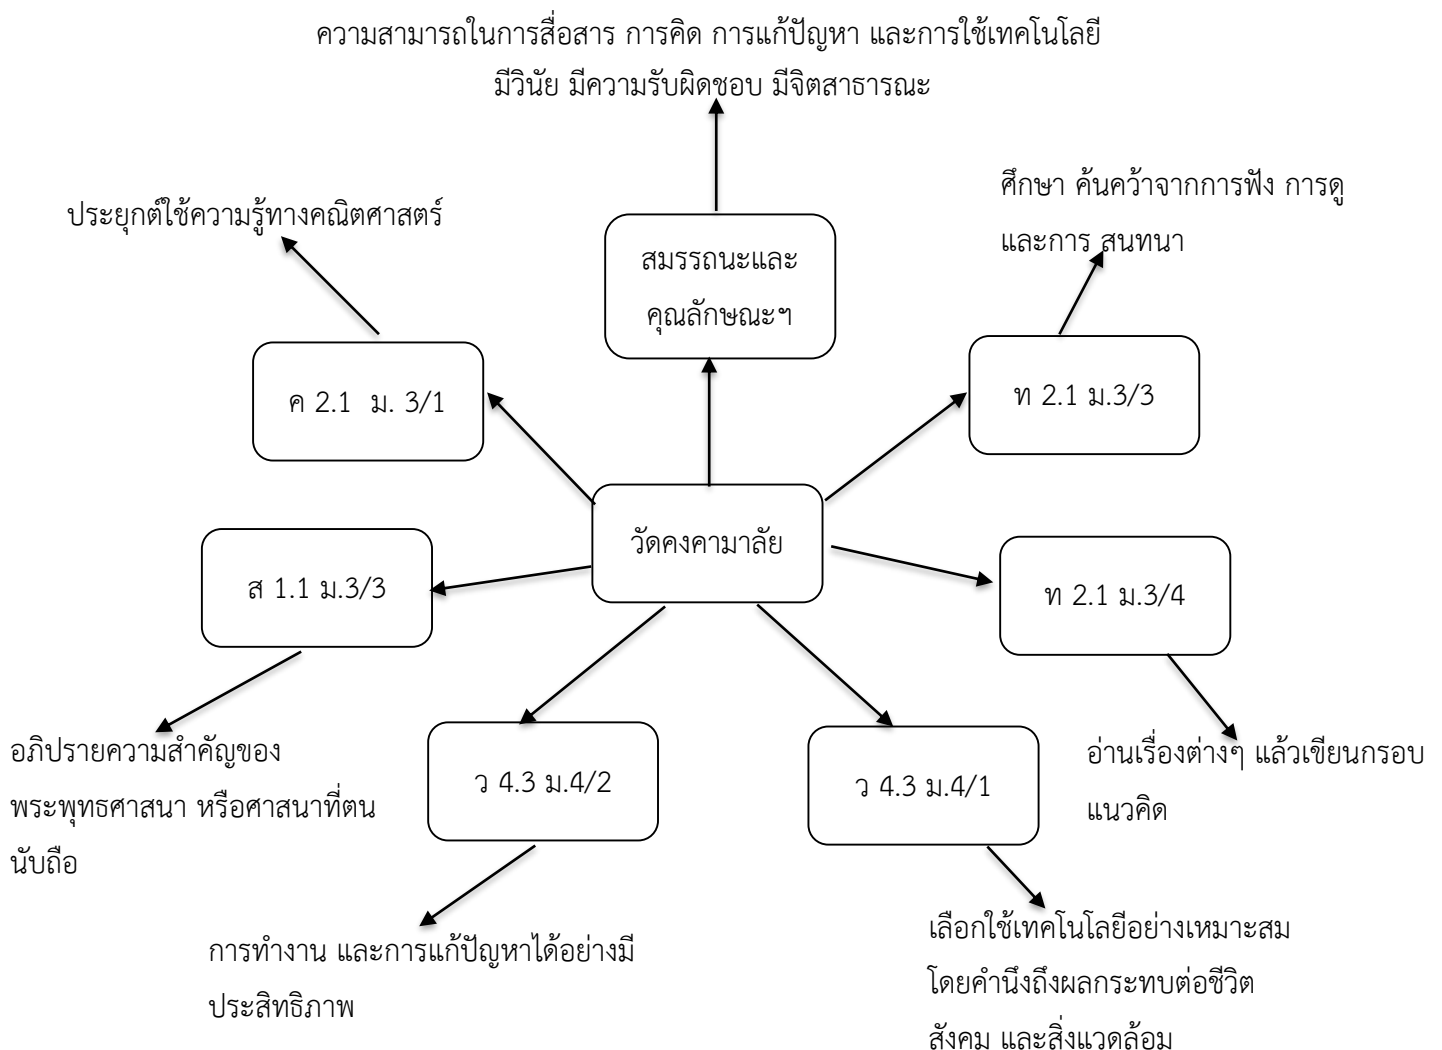 ความสามารถในการสื่อสาร การคิด การแก้ปัญหา และการใช้เทคโนโลยี
มีวินัย มีความรับผิดชอบ มีจิตสาธารณะ
ประยุกต์ใช้ความรู้ทางคณิตศาสตร์
ศึกษา ค้นคว้าจากการฟัง การดู
และการ สนทนา
สมรรถนะและ
คุณลักษณะฯ
ค 2.1 ม. 3/1
ท 2.1 ม.3/3
วัดคงคามาลัย
ส 1.1 ม.3/3
ท 2.1 ม.3/4
อภิปรายความสำคัญของ
พระพุทธศาสนา หรือศาสนาที่ตน
นับถือ
ว 4.3 ม.4/2
ว 4.3 ม.4/1
อ่านเรื่องต่างๆ แล้วเขียนกรอบ
แนวคิด
การทำงาน และการแก้ปัญหาได้อย่างมี
ประสิทธิภาพ
เลือกใช้เทคโนโลยีอย่างเหมาะสม
โดยคำนึงถึงผลกระทบต่อชีวิต
สังคม และสิ่งแวดล้อม